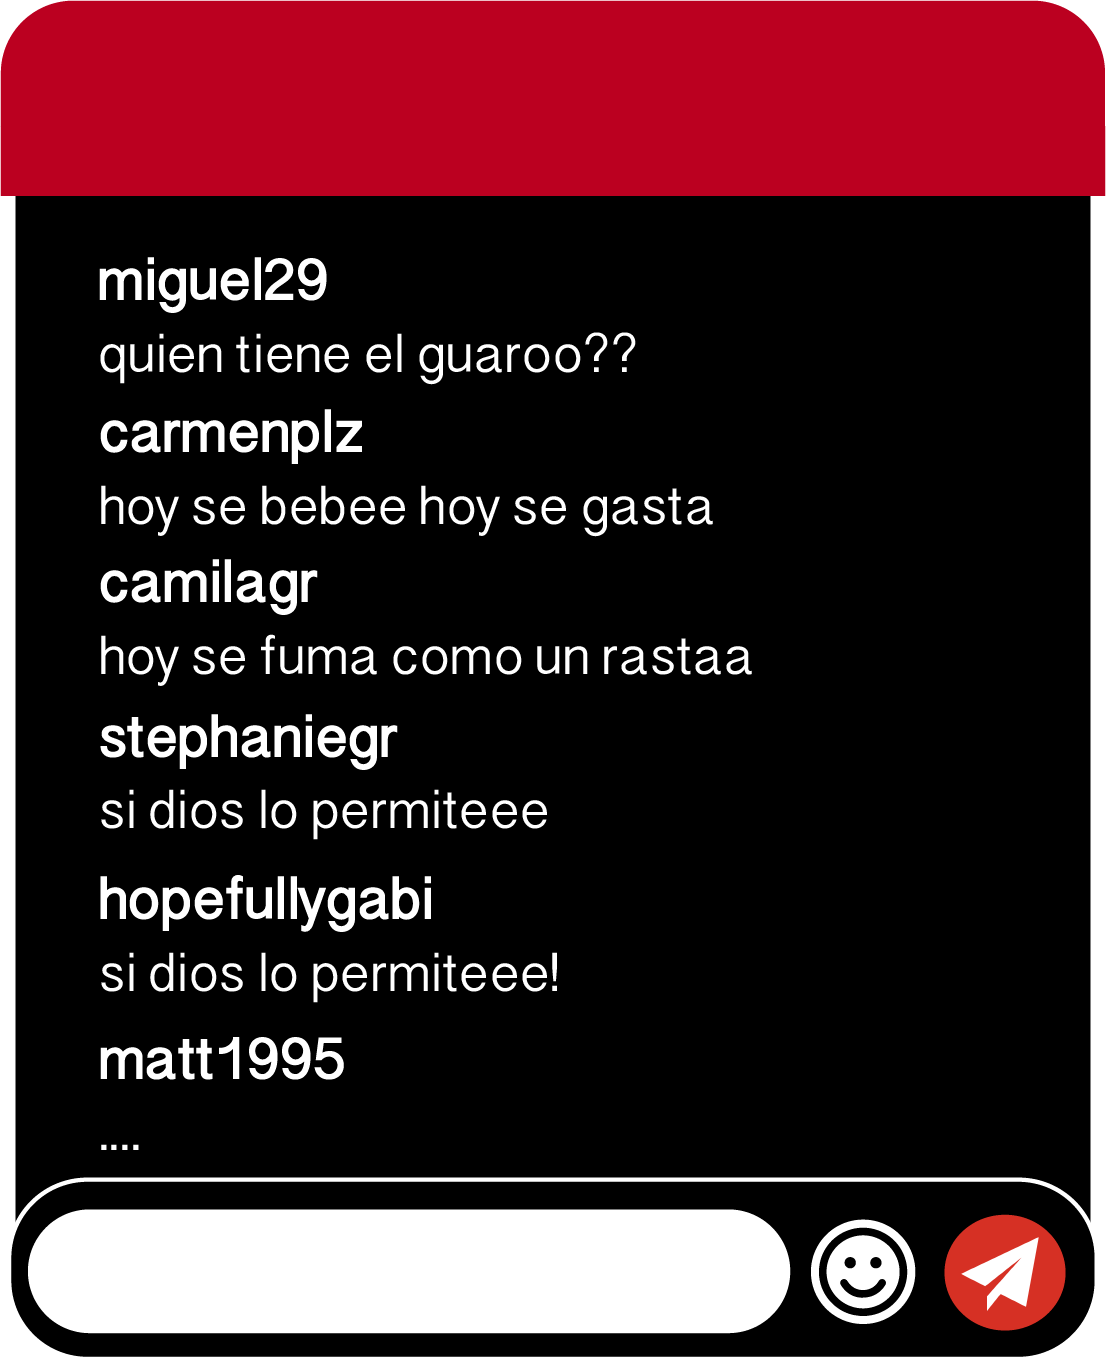 miguel29
quien tiene el guaroo??
carmenplz
hoy se bebee hoy se gasta
camilagr
hoy se fuma como un rastaa
stephaniegr
si dios lo permiteee
hopefullygabi
si dios lo permiteee!
matt1995
....